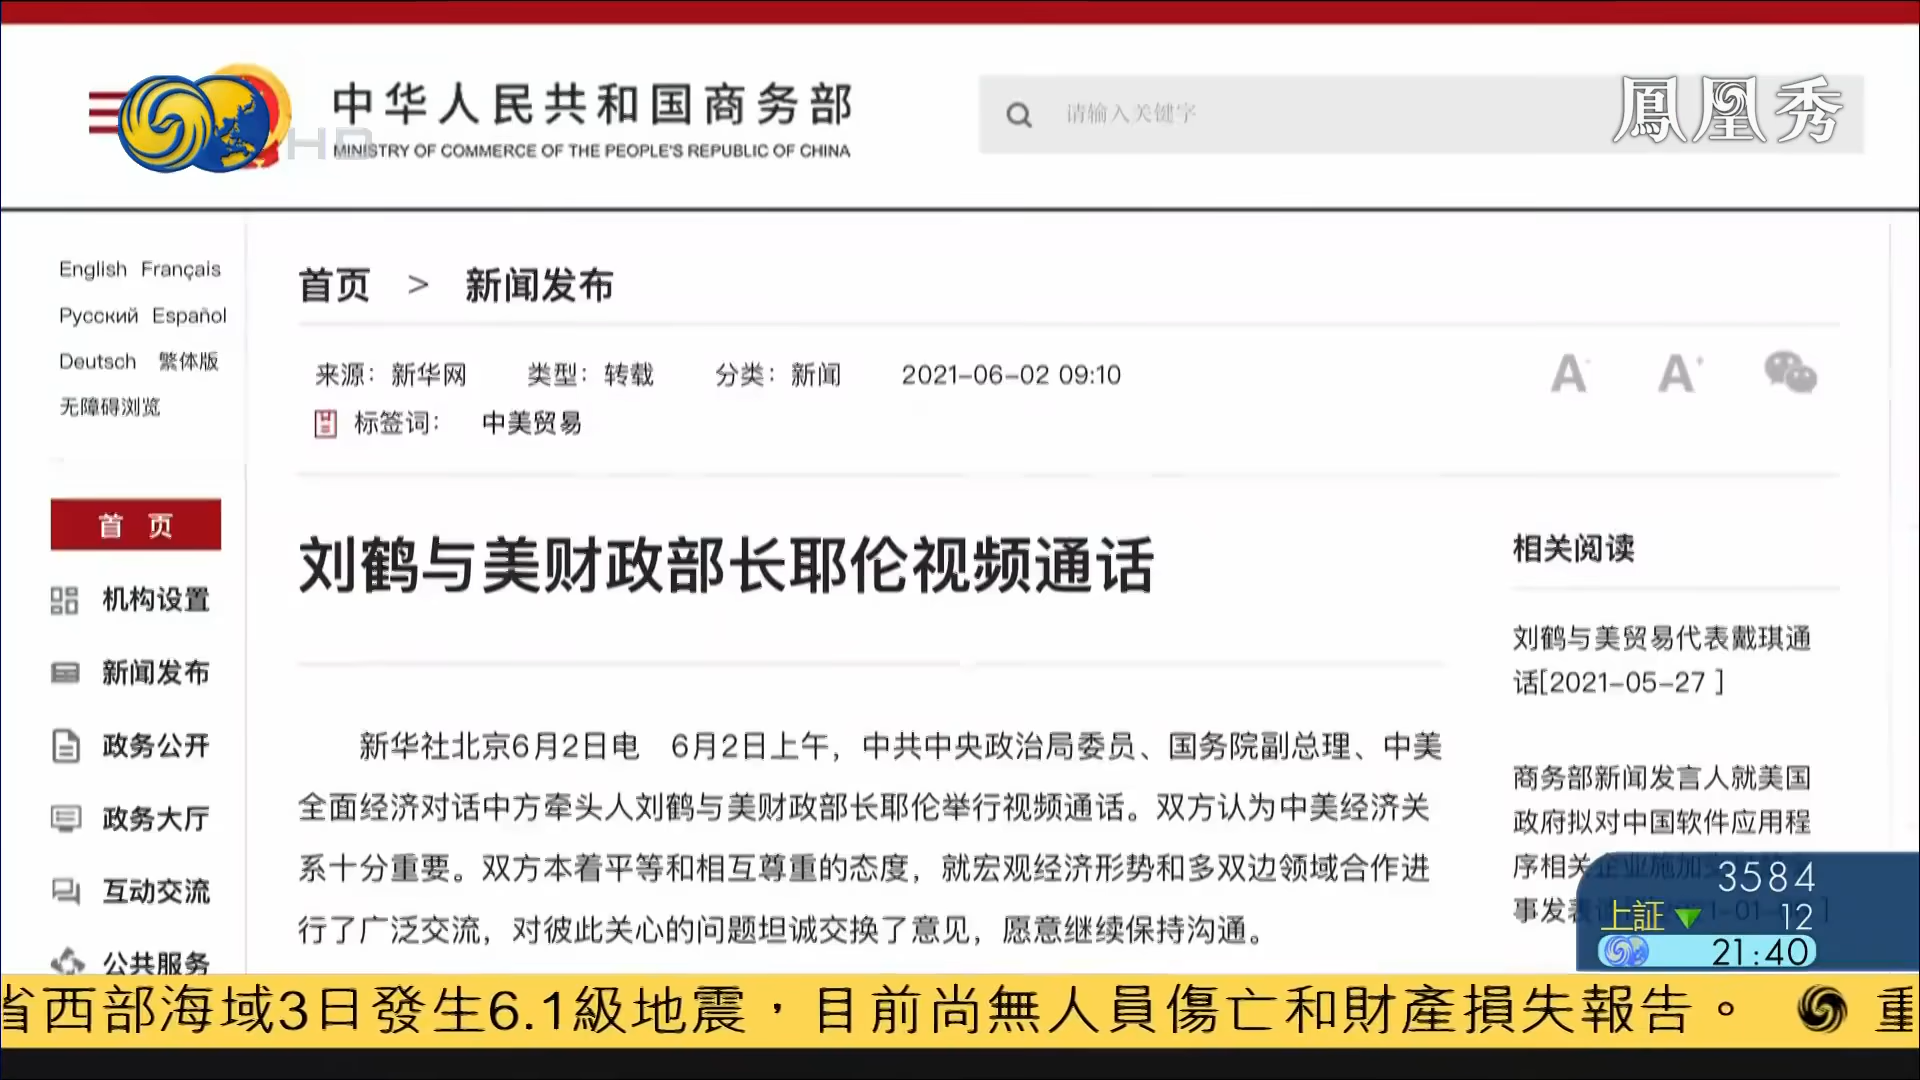 中华人民共和国商务部
HD
MINISTRY OF COMMERCE OF THE PEOPLE'S REPUBLIC OF CHINA
请输入关键字
鳳凰秀
English Français
Русский Español
Deutsch 繁体版
无障碍浏览
首页 > 新闻发布
来源：新华网 类型：转载 分类：新闻 2021-06-02 09:10
A- A+
标签词： 中美贸易
首 页
机构设置
新闻发布
政务公开
政务大厅
互动交流
公共服务
刘鹤与美财政部长耶伦视频通话
新华社北京6月2日电 6月2日上午，中共中央政治局委员、国务院副总理、中美
全面经济对话中方牵头人刘鹤与美财政部长耶伦举行视频通话。双方认为中美经济关
系十分重要。双方本着平等和相互尊重的态度，就宏观经济形势和多双边领域合作进
行了广泛交流，对彼此关心的问题坦诚交换了意见，愿意继续保持沟通。
相关阅读
刘鹤与美贸易代表戴琪通
话[2021-05-27 ]
商务部新闻发言人就美国
政府拟对中国软件应用程
序相关企业施加
事发表
3584
上証▼ 12
21:40
省西部海域3日發生6.1級地震，目前尚無人員傷亡和財產損失報告。 重